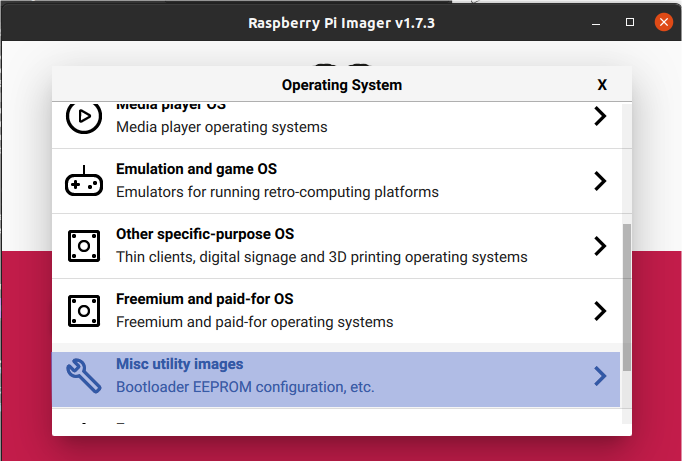 Raspberry Pi Imager v1.7.3
Operating System
X
Media player OS
Media player operating systems
Emulation and game OS
Emulators for running retro-computing platforms
Other specific-purpose OS
Thin clients, digital signage and 3D printing operating systems
Freemium and paid-for OS
Freemium and paid-for operating systems
Misc utility images
Bootloader EEPROM configuration, etc.